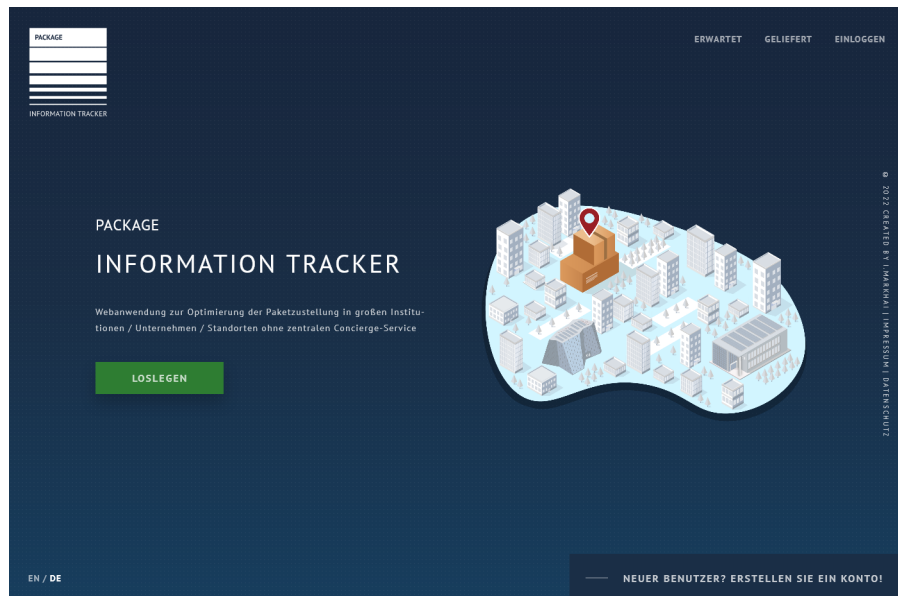 PACKAGE
INFORMATION TRACKER
ERWARTET
GELIEFERT
EINLOGGEN
PACKAGE
INFORMATION TRACKER
Webanwendung zur Optimierung der Paketzustellung in großen Institu-
tionen / Unternehmen / Standorten ohne zentralen Concierge-Service
LOSLEGEN
© 2022 CREATED BY I.MARKHAI | IMPRESSUM | DATENSCHUTZ
EN / DE
NEUER BENUTZER? ERSTELLEN SIE EIN KONTO!